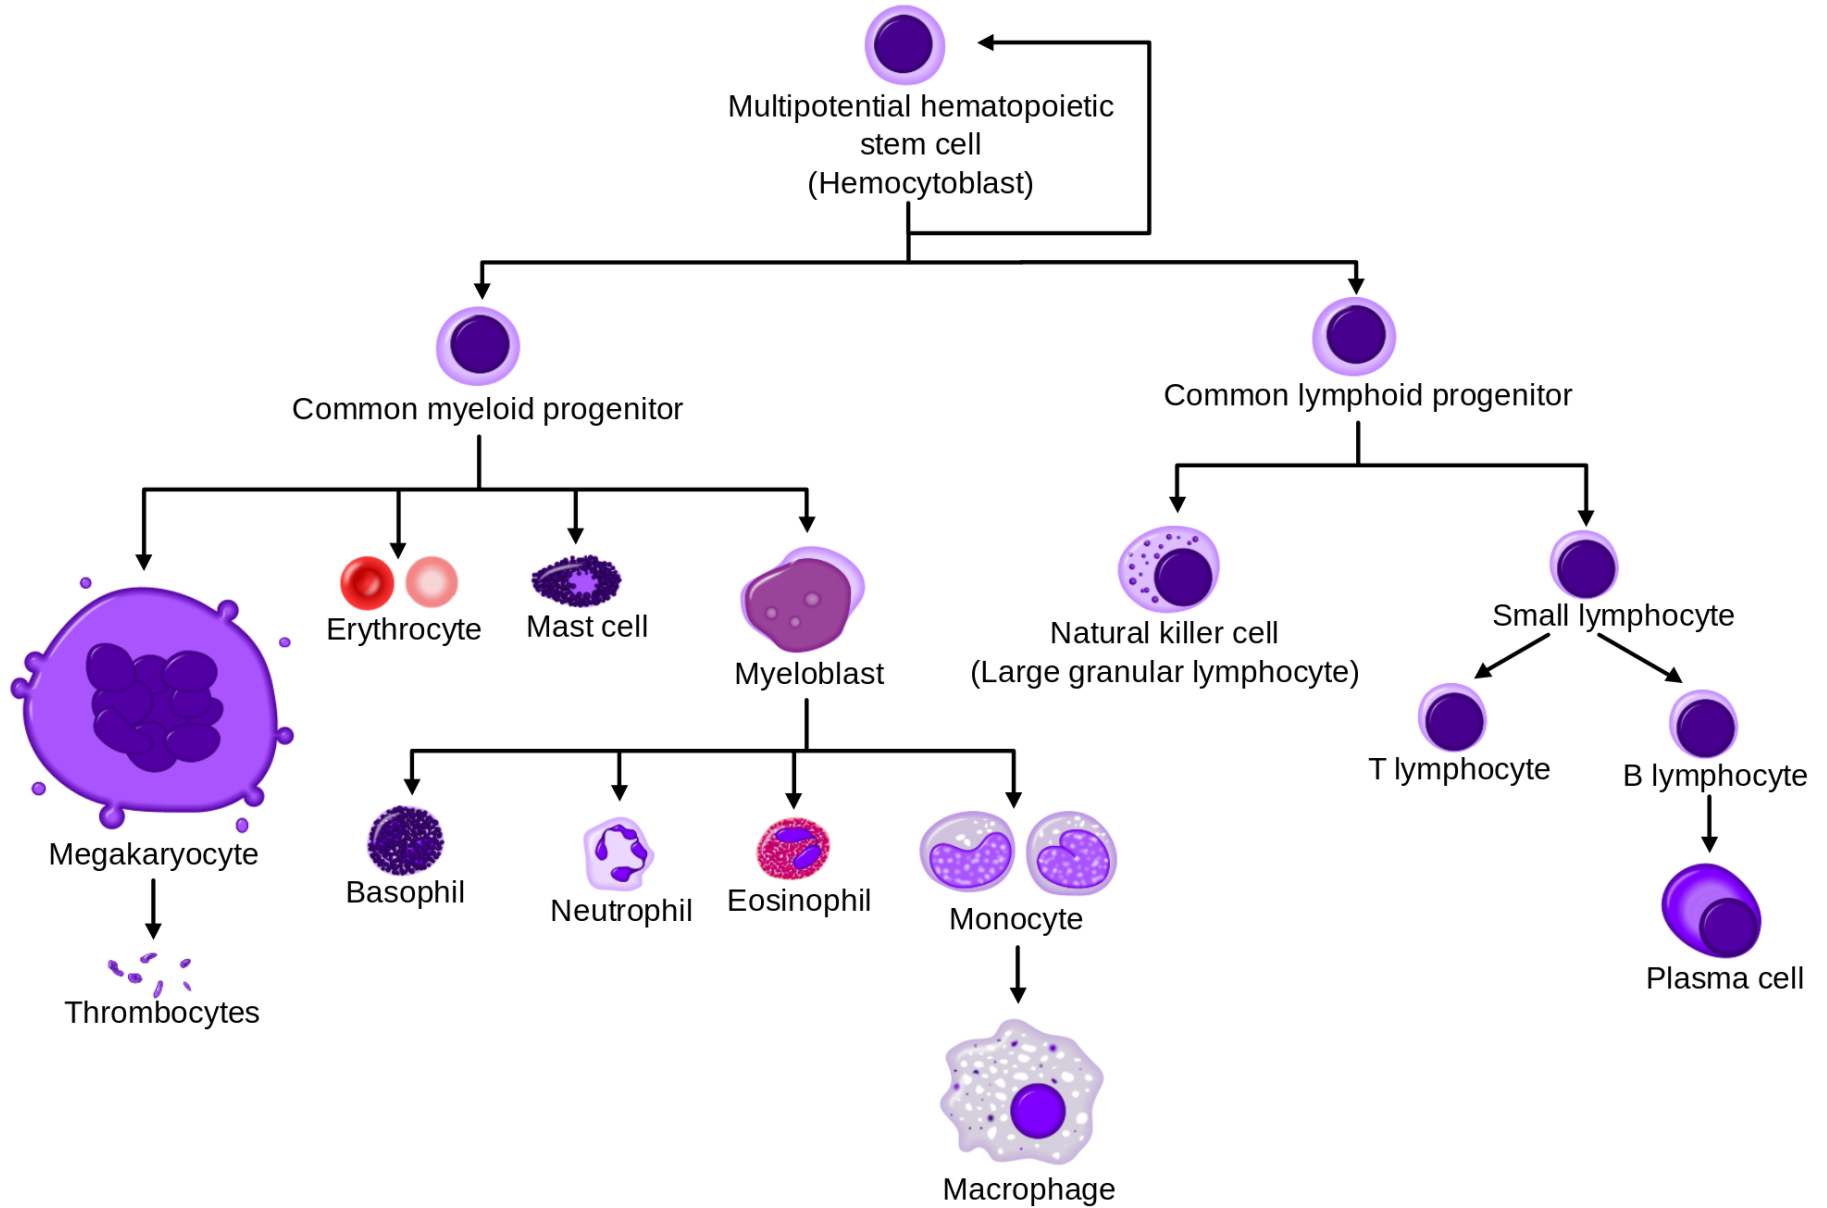 Multipotential hematopoietic
stem cell
(Hemocytoblast)
Common myeloid progenitor
Common lymphoid progenitor
Erythrocyte
Mast cell
Myeloblast
Natural killer cell
(Large granular lymphocyte)
Small lymphocyte
T lymphocyte
B lymphocyte
Megakaryocyte
Basophil
Neutrophil
Eosinophil
Monocyte
Plasma cell
Thrombocytes
Macrophage